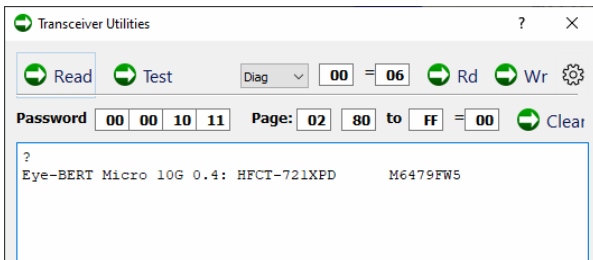 Transceiver Utilities ? ×
Read Test Diag 00 = 06 Rd Wr
Password 00 00 10 11 Page: 02 80 to FF = 00 Clear
?
Eye-BERT Micro 10G 0.4: HFCT-721XPD M6479FW5